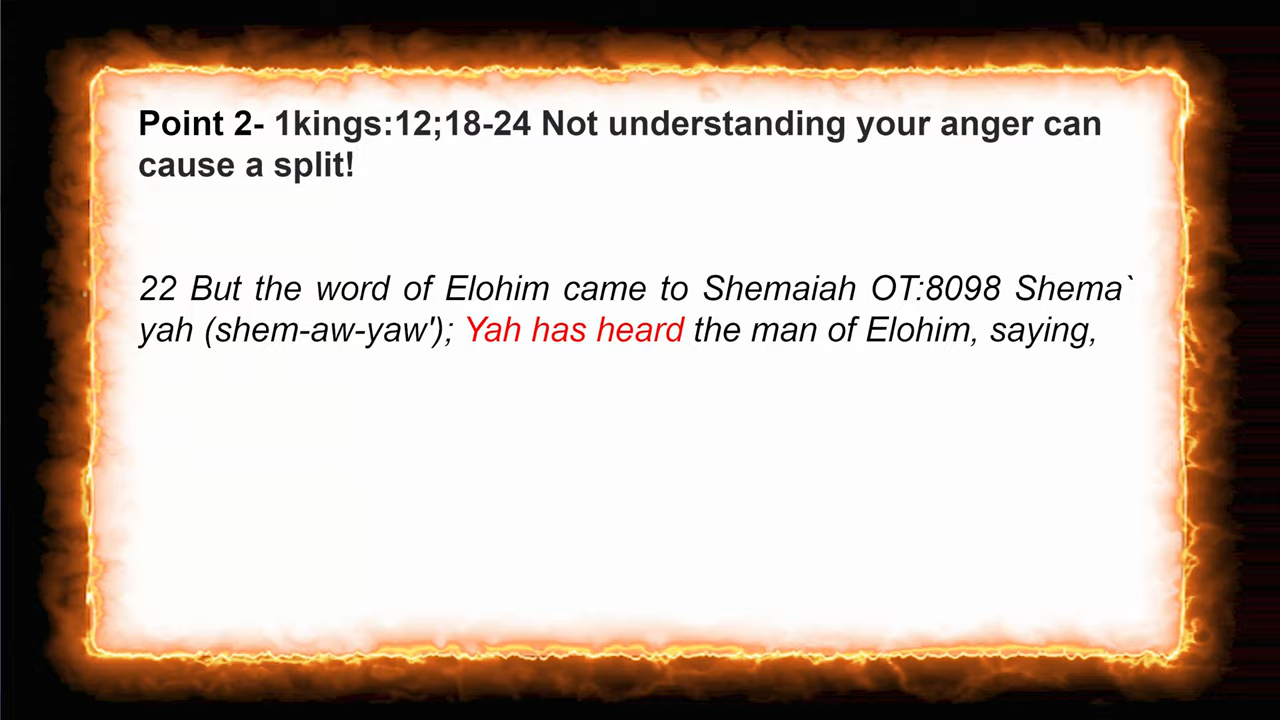 Point 2- 1kings:12;18-24 Not understanding your anger can
cause a split!
22 But the word of Elohim came to Shemaiah OT:8098 Shema`
yah (shem-aw-yaw'); Yah has heard the man of Elohim, saying,